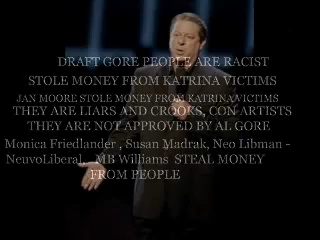 DRAFT GORE PEOPLE ARE RACIST
STOLE MONEY FROM KATRINA VICTIMS
JAN MOORE STOLE MONEY FROM KATRINA VICTIMS
THEY ARE LIARS AND CROOKS, CON ARTISTS
THEY ARE NOT APPROVED BY AL GORE
Monica Friedlander , Susan Madrak, Neo Libman -
NeuvoLiberal, MB Williams STEAL MONEY
FROM PEOPLE